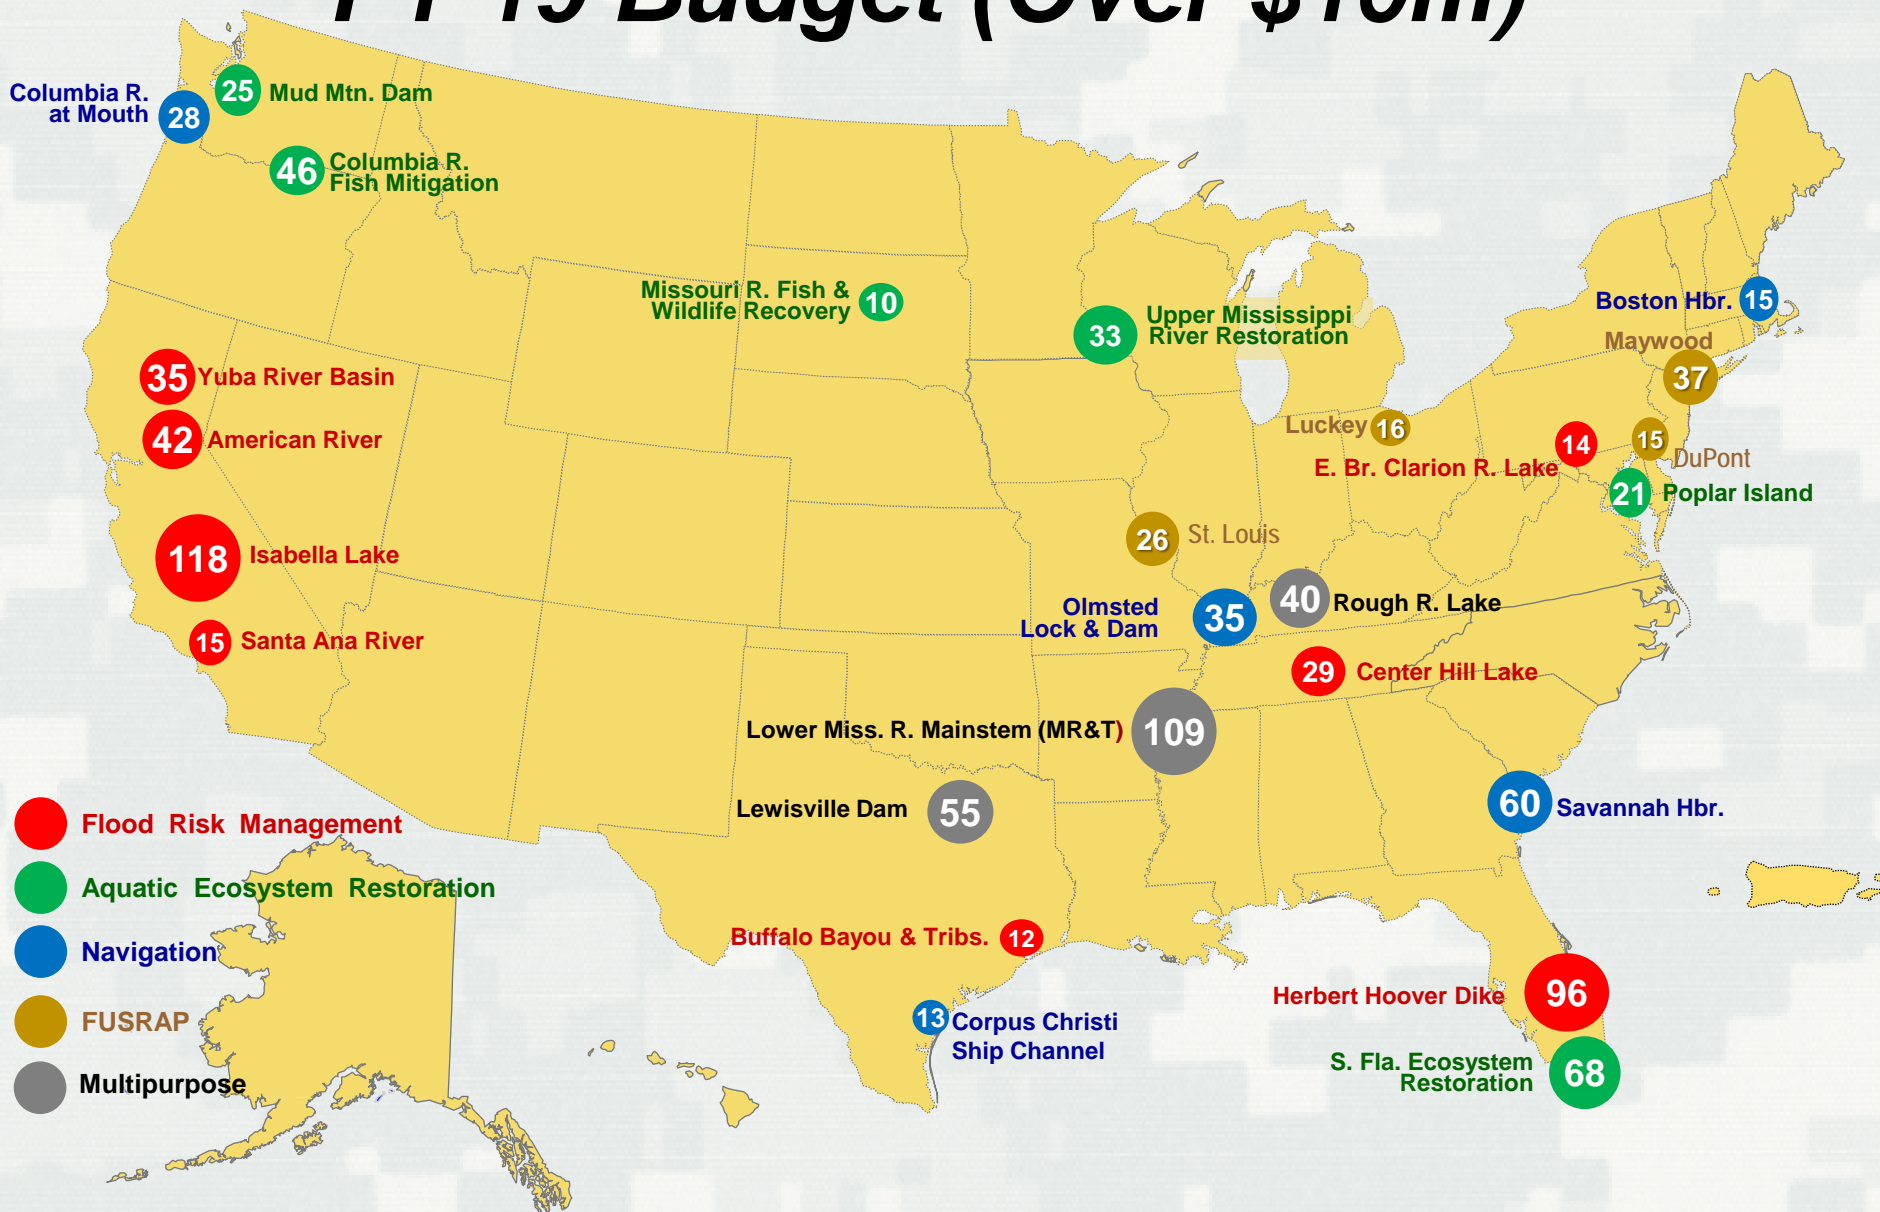 FY 19 Budget (Over $10m)
Columbia R.
at Mouth
28
25
Mud Mtn. Dam
46
Columbia R.
Fish Mitigation
Missouri R. Fish &
Wildlife Recovery
10
33
Upper Mississippi
River Restoration
Boston Hbr.
15
Maywood
37
35
Yuba River Basin
42
American River
Luckey
16
14
E. Br. Clarion R. Lake
15
DuPont
21
Poplar Island
118
Isabella Lake
26
St. Louis
15
Santa Ana River
Olmsted
Lock & Dam
35
40
Rough R. Lake
29
Center Hill Lake
Lower Miss. R. Mainstem (MR&T)
109
Lewisville Dam
55
60
Savannah Hbr.
Buffalo Bayou & Tribs.
12
13
Corpus Christi
Ship Channel
Herbert Hoover Dike
96
S. Fla. Ecosystem
Restoration
68
Flood Risk Management
Aquatic Ecosystem Restoration
Navigation
FUSRAP
Multipurpose